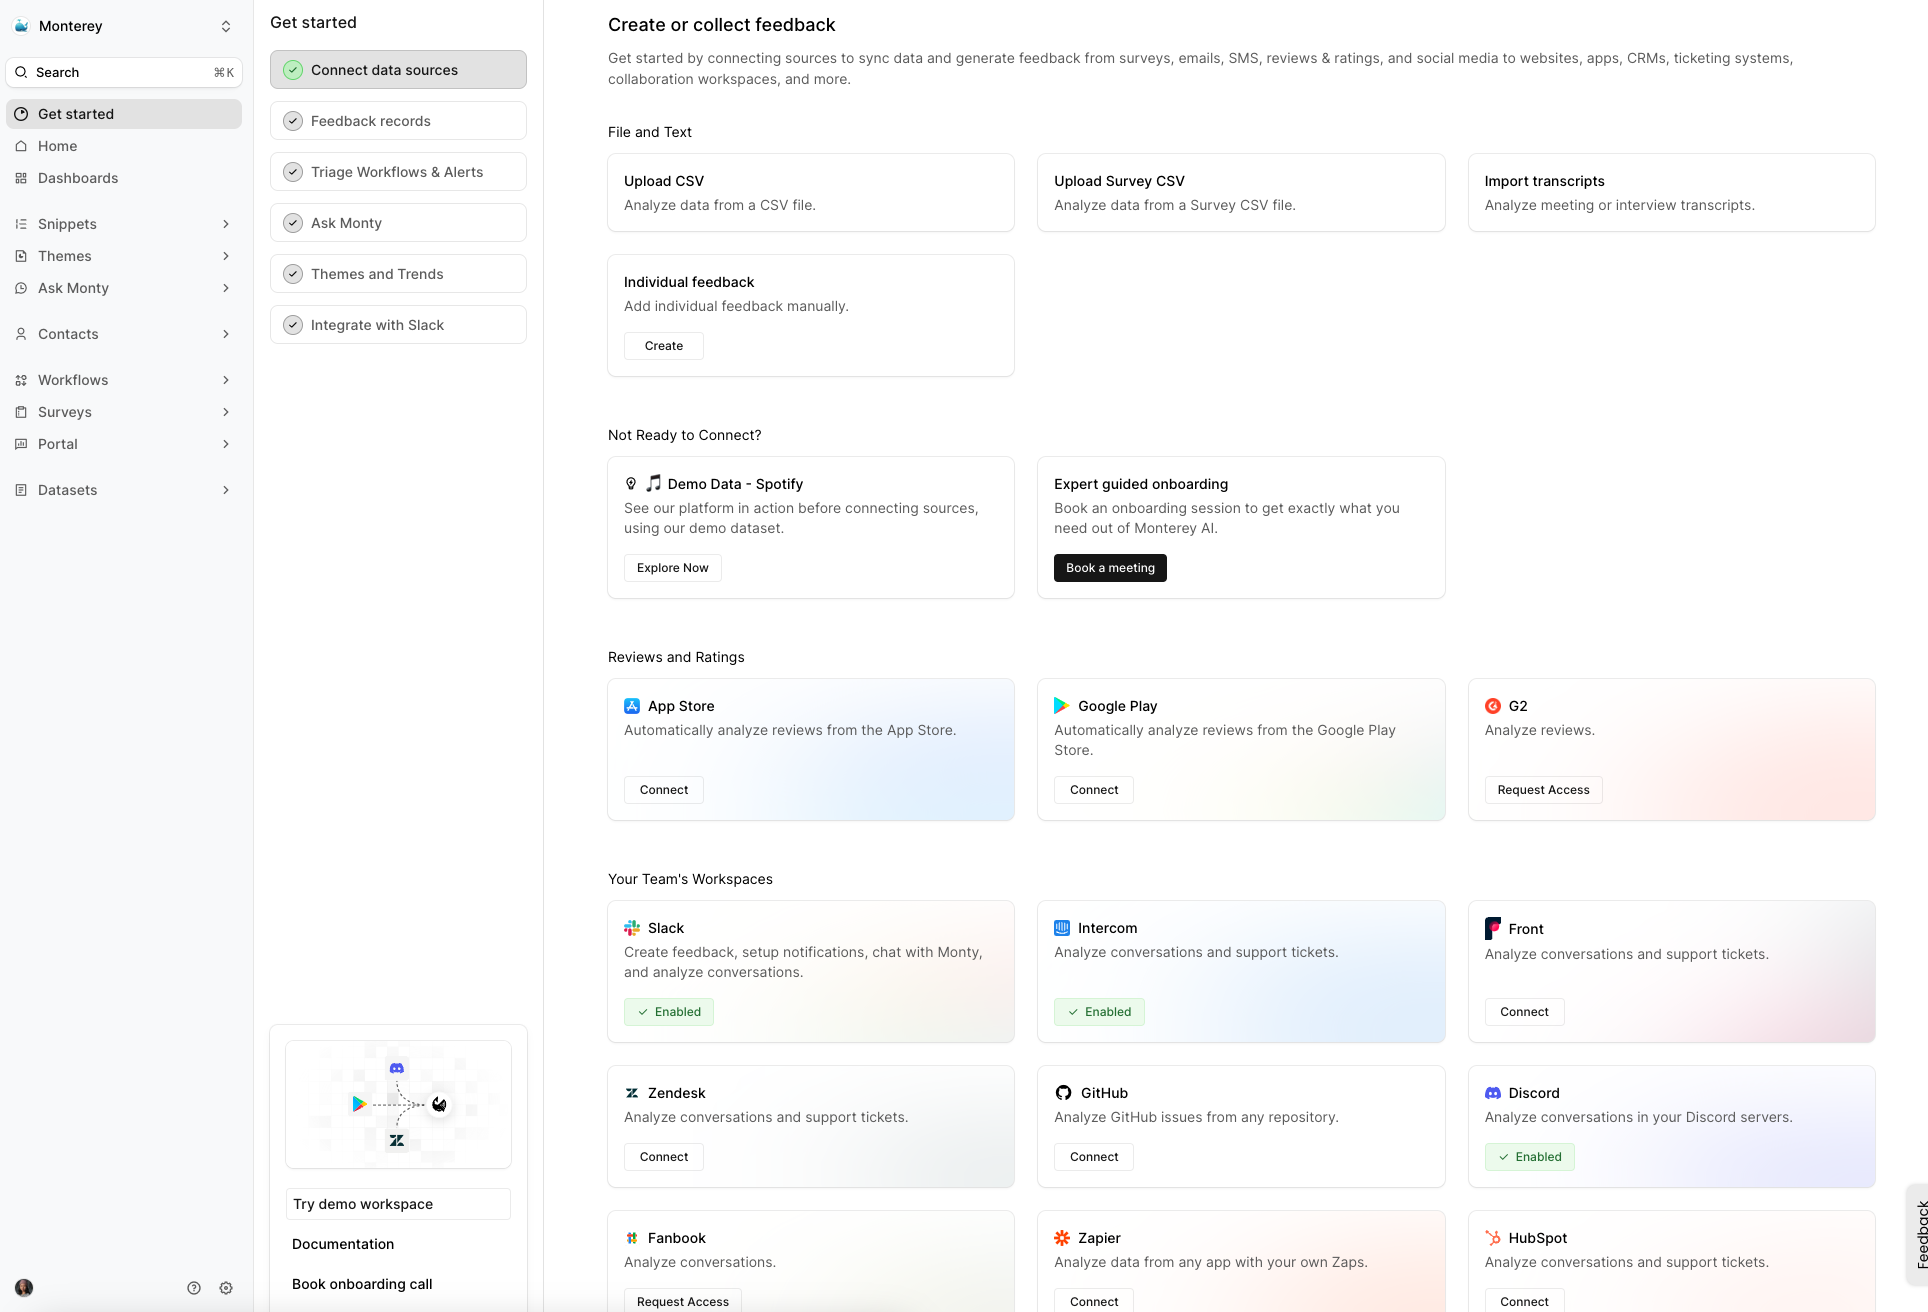 Monterey
Search ⌘K
Get started
Home
Dashboards
Snippets
Themes
Ask Monty
Contacts
Workflows
Surveys
Portal
Datasets
Get started
Connect data sources
Feedback records
Triage Workflows & Alerts
Ask Monty
Themes and Trends
Integrate with Slack
Try demo workspace
Documentation
Book onboarding call
Create or collect feedback
Get started by connecting sources to sync data and generate feedback from surveys, emails, SMS, reviews & ratings, and social media to websites, apps, CRMs, ticketing systems,
collaboration workspaces, and more.
File and Text
Upload CSV
Analyze data from a CSV file.
Upload Survey CSV
Analyze data from a Survey CSV file.
Import transcripts
Analyze meeting or interview transcripts.
Individual feedback
Add individual feedback manually.
Create
Not Ready to Connect?
Demo Data - Spotify
See our platform in action before connecting sources,
using our demo dataset.
Explore Now
Expert guided onboarding
Book an onboarding session to get exactly what you
need out of Monterey AI.
Book a meeting
Reviews and Ratings
App Store
Automatically analyze reviews from the App Store.
Connect
Google Play
Automatically analyze reviews from the Google Play
Store.
Connect
G2
Analyze reviews.
Request Access
Your Team's Workspaces
Slack
Create feedback, setup notifications, chat with Monty,
and analyze conversations.
Enabled
Intercom
Analyze conversations and support tickets.
Enabled
Front
Analyze conversations and support tickets.
Connect
Zendesk
Analyze conversations and support tickets.
Connect
GitHub
Analyze GitHub issues from any repository.
Connect
Discord
Analyze conversations in your Discord servers.
Enabled
Fanbook
Analyze conversations.
Request Access
Zapier
Analyze data from any app with your own Zaps.
Connect
HubSpot
Analyze conversations and support tickets.
Connect
Feedback